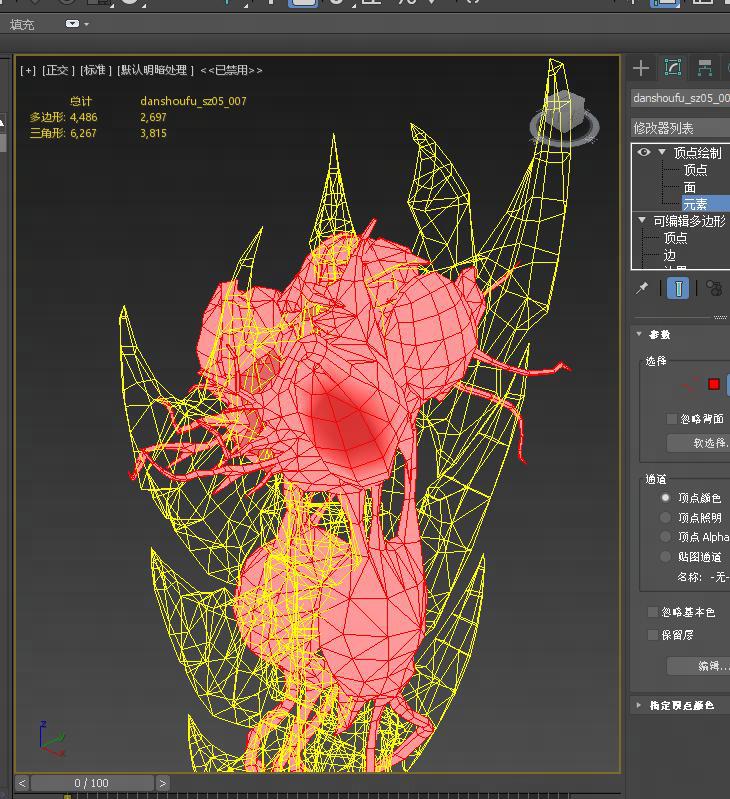 填充
[+] [正交] [标准] [默认明暗处理] <<已禁用>>
总计 danshoufu_sz05_007
多边形: 4,486 2,697
三角形: 6,267 3,815
danshoufu_sz05_00
修改器列表
顶点绘制
顶点
面
元素
可编辑多边形
顶点
边
参数
选择
忽略背面
软选择.
通道
顶点颜色
顶点照明
顶点 Alpha
贴图通道
名称: -无-
忽略基本色
保留层
编辑...
指定顶点颜色
z
y
x
< 0 / 100 >